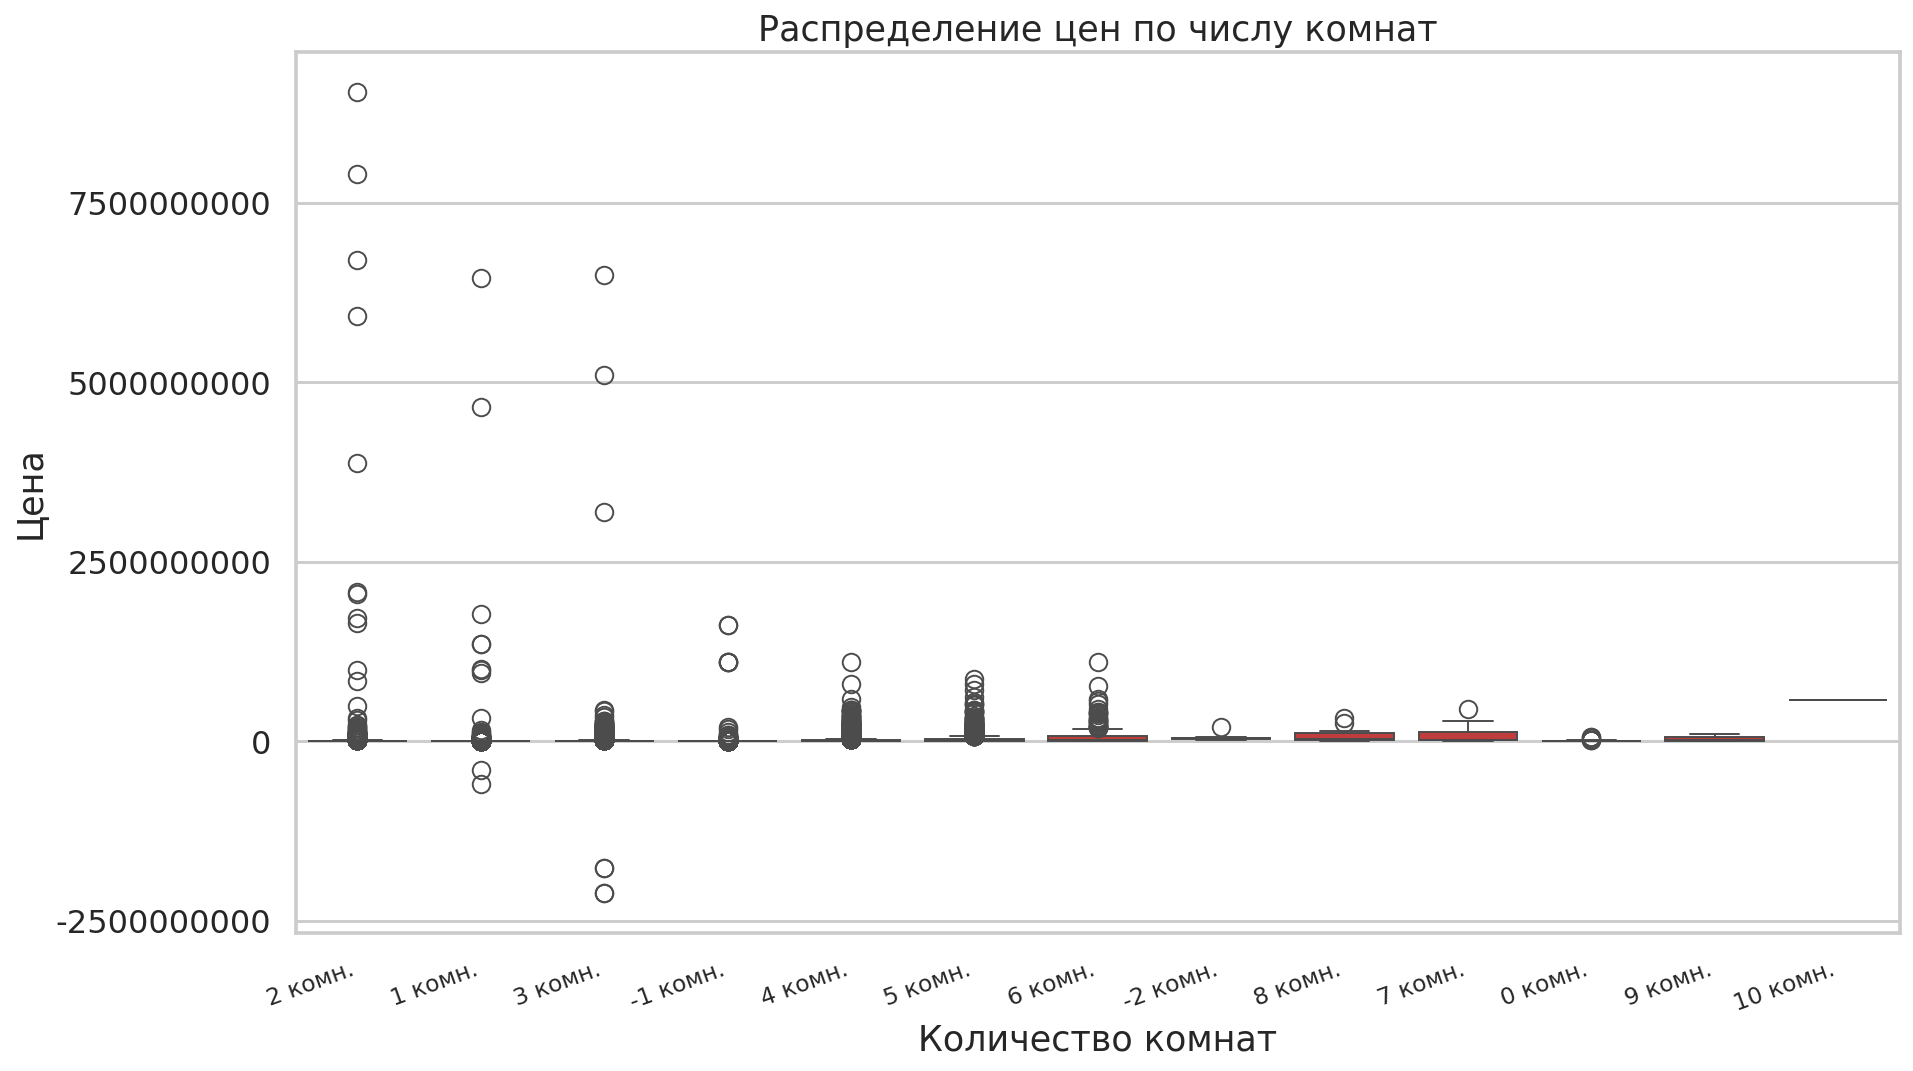 Распределение цен по числу комнат
Цена
7500000000
5000000000
2500000000
0
-2500000000
2 комн.
1 комн.
3 комн.
-1 комн.
4 комн.
5 комн.
6 комн.
-2 комн.
8 комн.
7 комн.
0 комн.
9 комн.
10 комн.
Количество комнат